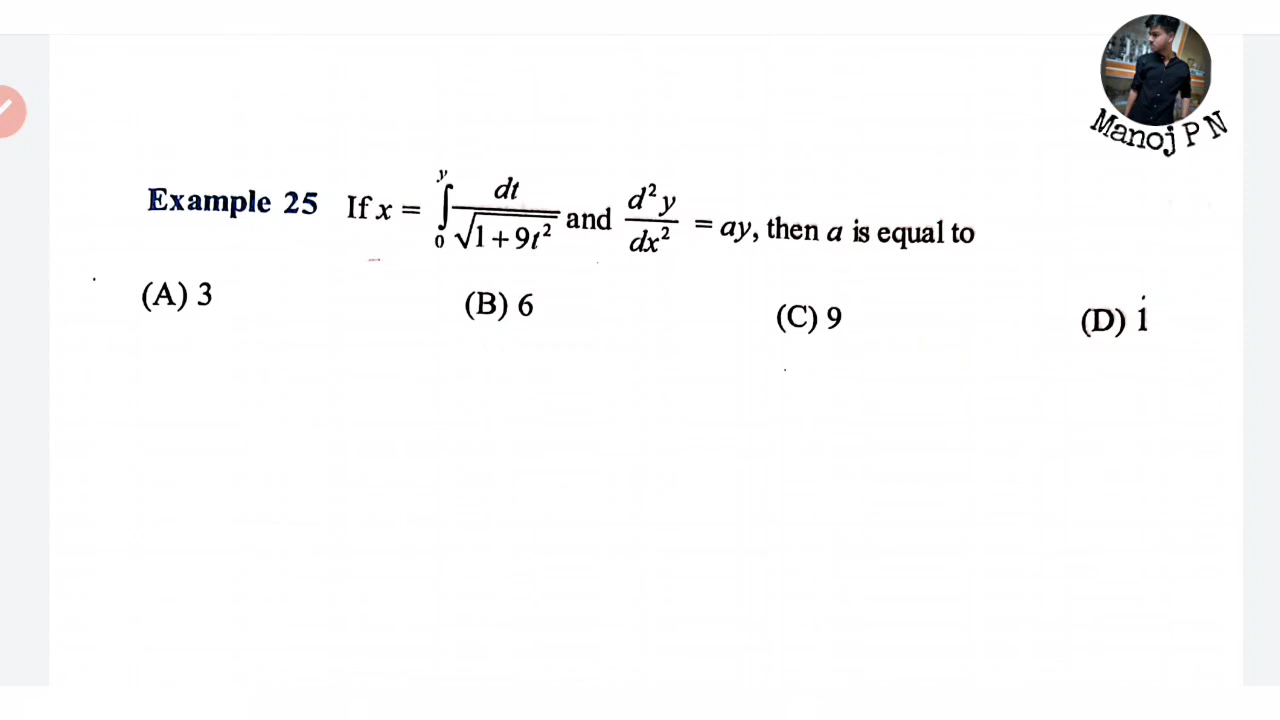 Manoj P N
Example 25 If x = ∫₀ʸ dt/√(1+9t²) and d²y/dx² = ay, then a is equal to
(A) 3 (B) 6 (C) 9 (D) 1